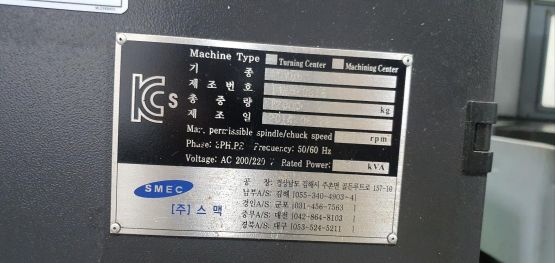 Machine Type Turning Center Machining Center
기 종
제 조 번 호
총 중 량 kg
제 조 일
Max. permissible spindle/chuck speed rpm
Phase: 3PH,PE Frequency: 50/60 Hz
Voltage: AC 200/220 V Rated Power: kVA
KC s
SMEC
[주] 스 맥
공 장: 경상남도 김해시 주촌면 골든루트로 157-10
남부A/S: 김해 [055-340-4903~4]
경인A/S: 군포 [031-456-7563]
중부A/S: 대전 [042-864-8103]
경북A/S: 대구 [053-524-5211]